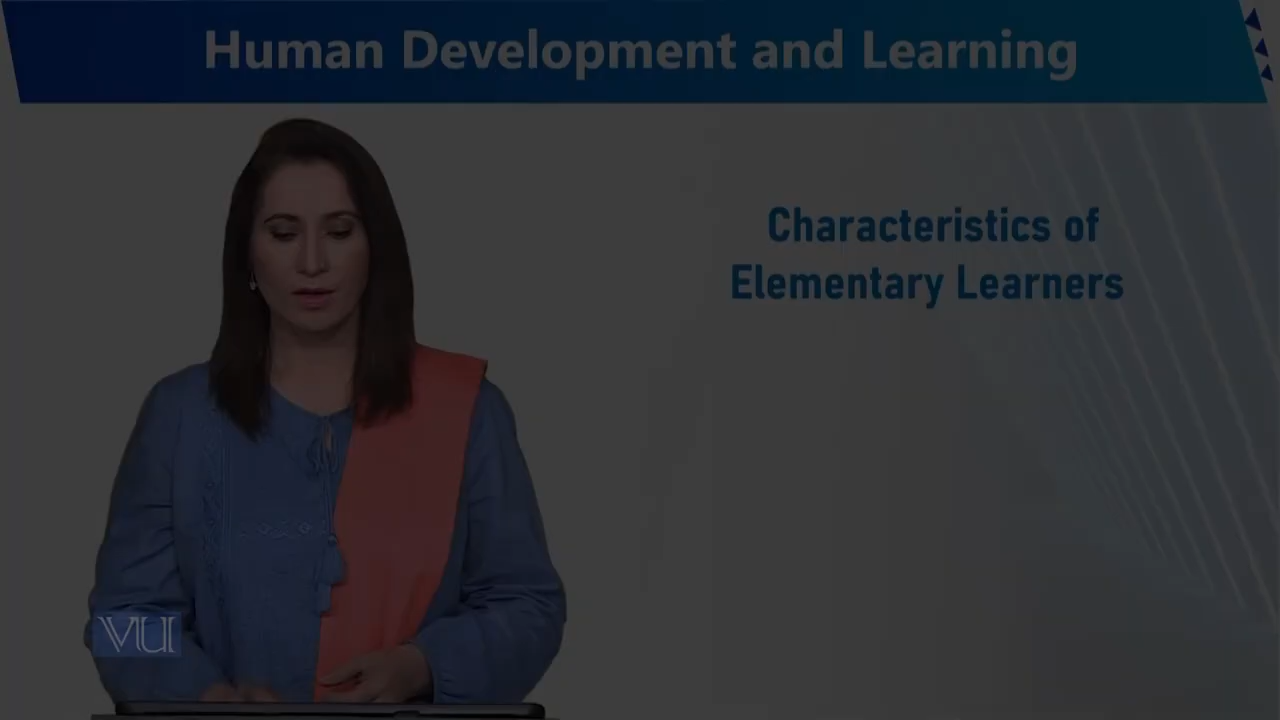 Human Development and Learning
Characteristics of
Elementary Learners
VU